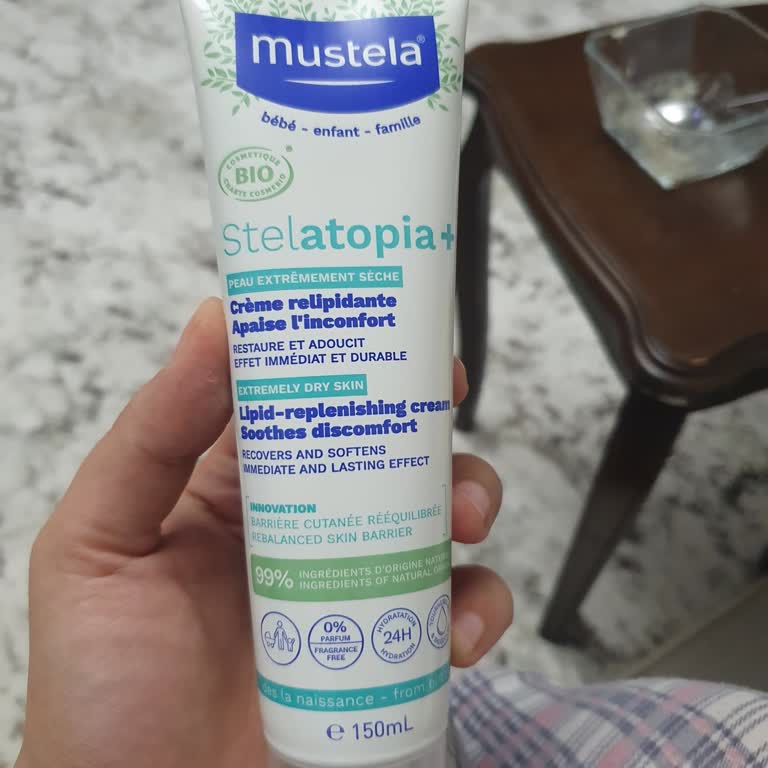 mustela®
bébé - enfant - famille
COSMETIQUE
BIO
CHARTE COSMEBIO
Stelatopia+
PEAU EXTRÊMEMENT SÈCHE
Crème relipidante
Apaise l'inconfort
RESTAURE ET ADOUCIT
EFFET IMMÉDIAT ET DURABLE
EXTREMELY DRY SKIN
Lipid-replenishing cream
Soothes discomfort
RECOVERS AND SOFTENS
IMMEDIATE AND LASTING EFFECT
INNOVATION
BARRIÈRE CUTANÉE RÉÉQUILIBRÉE
REBALANCED SKIN BARRIER
99% INGRÉDIENTS D'ORIGINE
INGREDIENTS OF NATURAL
0%
PARFUM
FRAGRANCE
FREE
HYDRATATION
24H
HYDRATION
dès la naissance - from
e 150mL